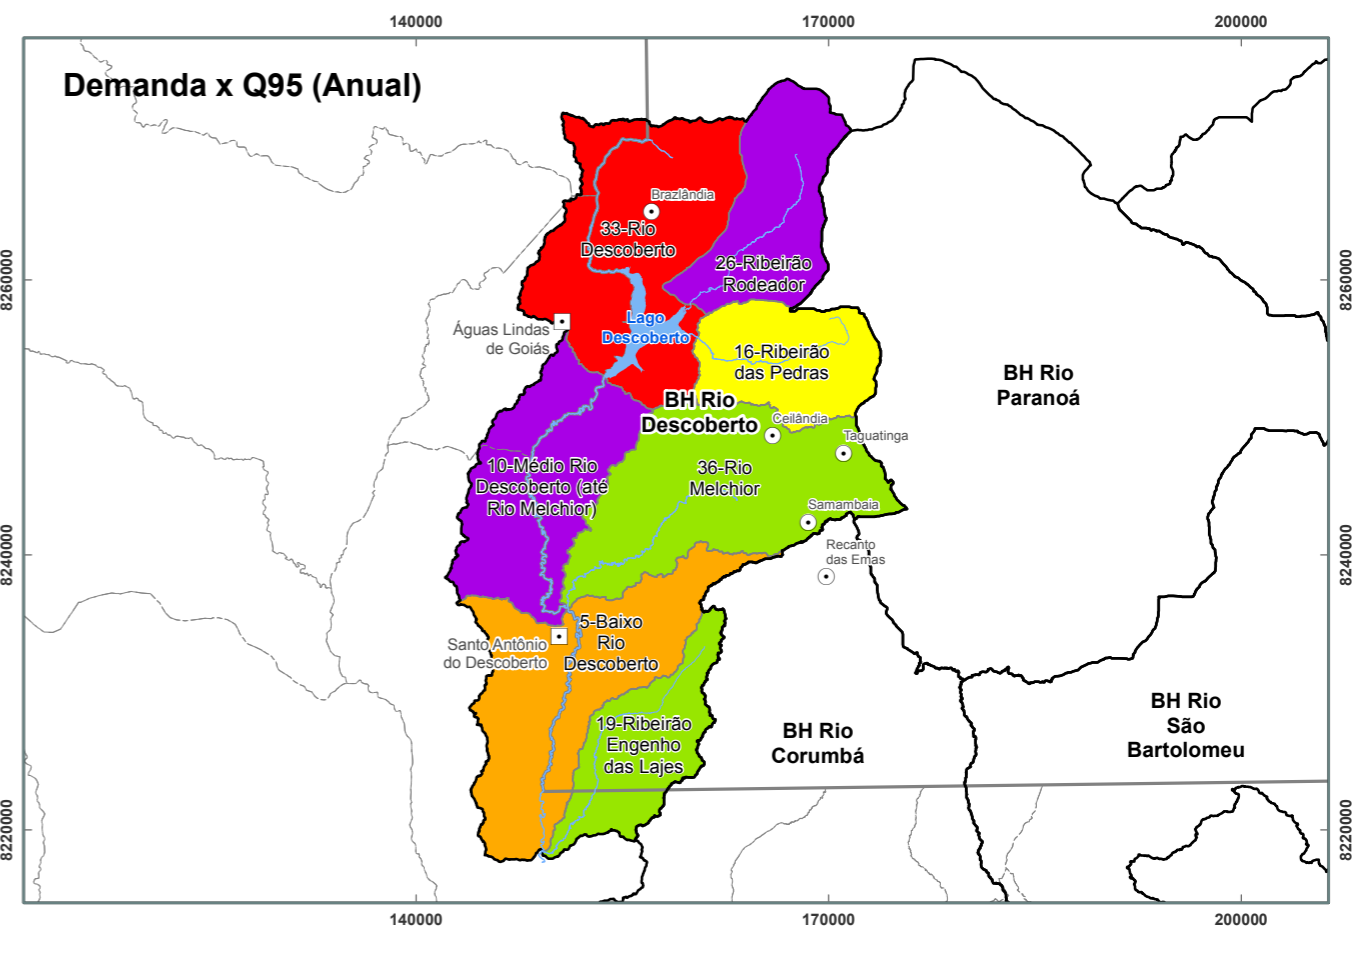 140000
170000
200000
Demanda x Q95 (Anual)
Brazlândia
33-Rio
Descoberto
26-Ribeirão
Rodeador
8260000
8260000
Lago
Descoberto
Águas Lindas
de Goiás
16-Ribeirão
das Pedras
BH Rio
Paranoá
BH Rio
Descoberto
Ceilândia
Taguatinga
10-Médio Rio
Descoberto (até
Rio Melchior)
36-Rio
Melchior
Samambaia
Recanto
das Emas
8240000
8240000
5-Baixo
Rio
Descoberto
Santo Antônio
do Descoberto
19-Ribeirão
Engenho
das Lajes
BH Rio
Corumbá
BH Rio
São
Bartolomeu
8220000
8220000
140000
170000
200000